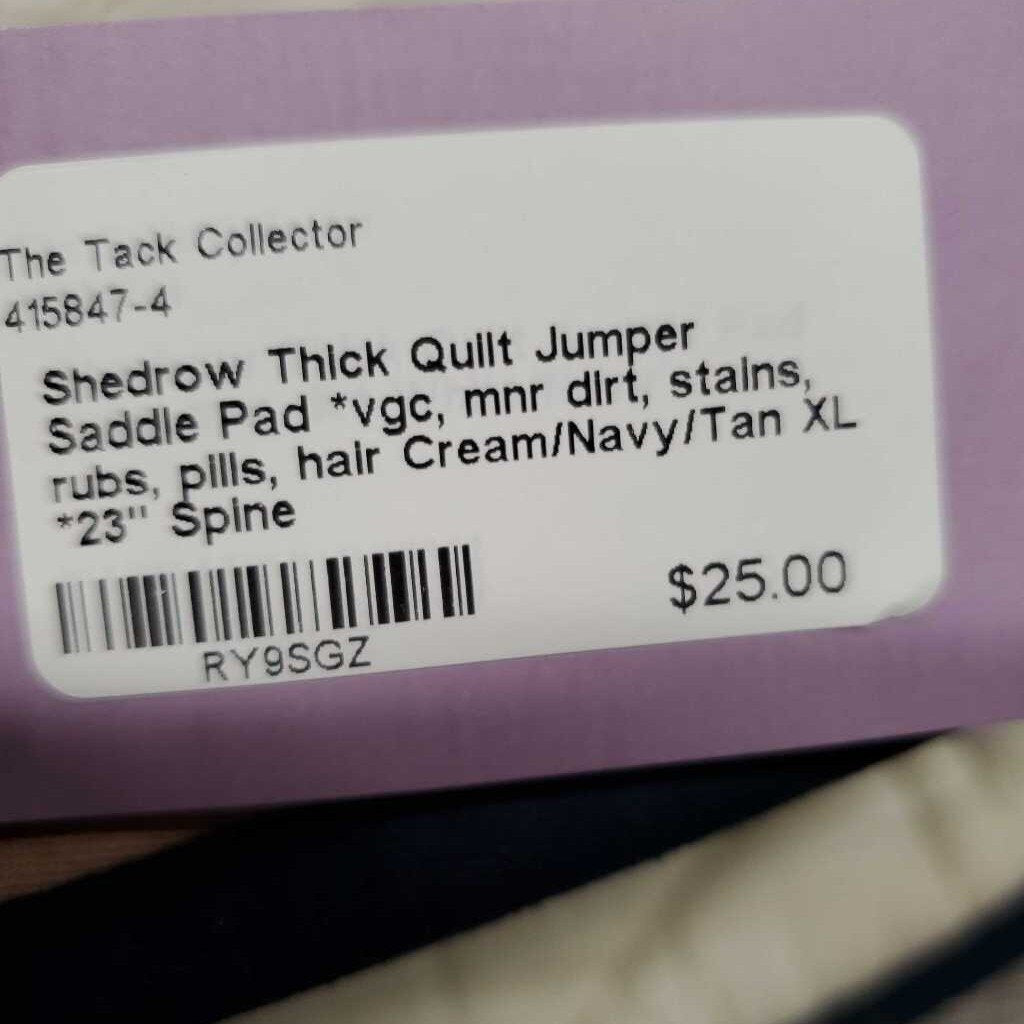 The Tack Collector
415847-4
Shedrow Thick Quilt Jumper
Saddle Pad *vgc, mnr dirt, stains,
rubs, pills, hair Cream/Navy/Tan XL
*23" Spine
$25.00
RY9SGZ